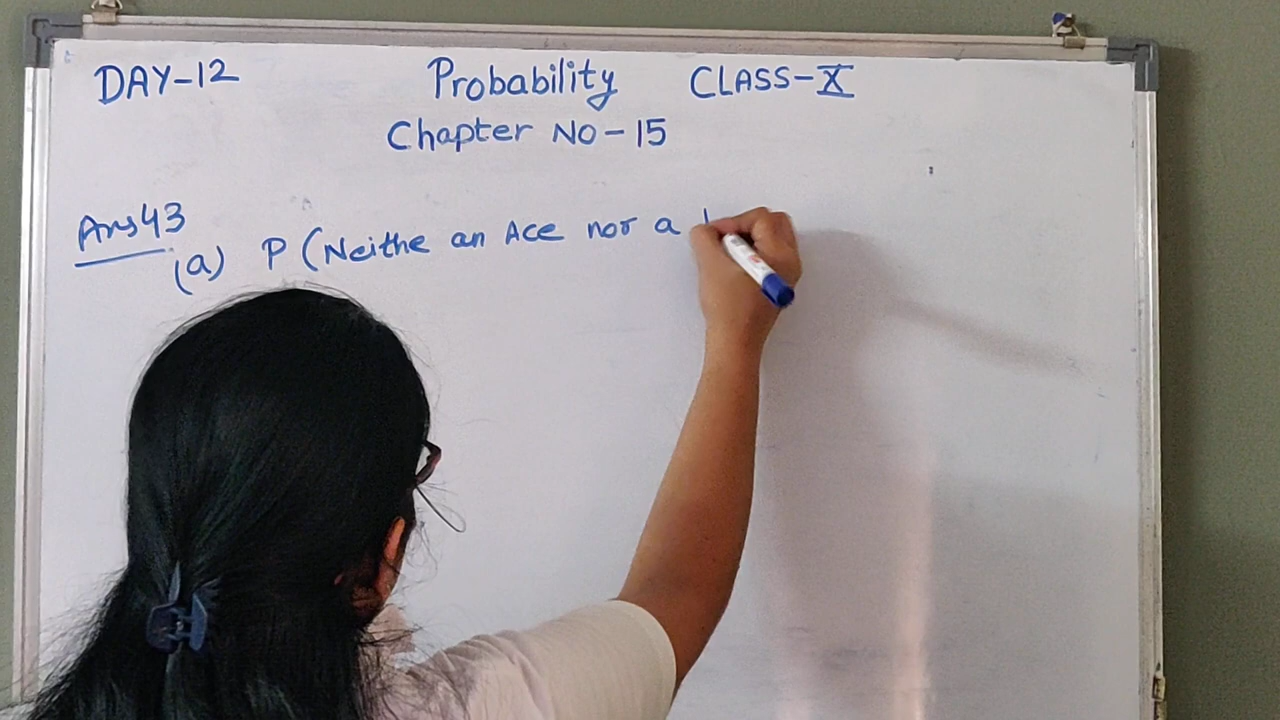 DAY-12 Probability CLASS-X
Chapter NO-15
Ans43
(a) P (Neithe an Ace nor a